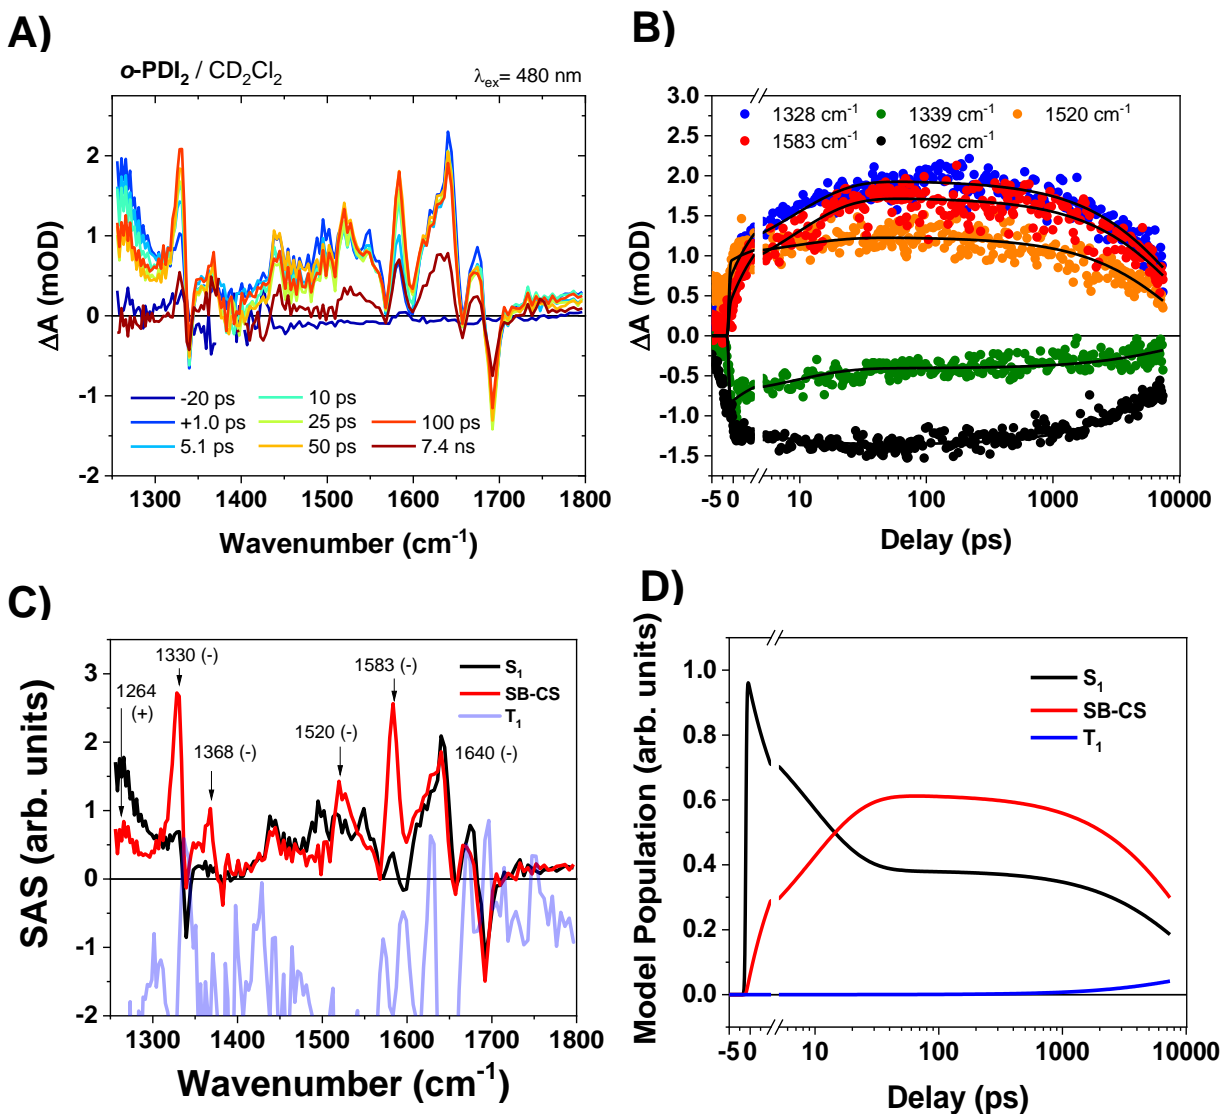 A)
o-PDI2 / CD2Cl2
λex= 480 nm
2
1
0
-1
-2
ΔA (mOD)
-20 ps
+1.0 ps
5.1 ps
10 ps
25 ps
50 ps
100 ps
7.4 ns
1300 1400 1500 1600 1700 1800
Wavenumber (cm-1)
B)
1328 cm-1
1339 cm-1
1520 cm-1
1583 cm-1
1692 cm-1
3.0
2.5
2.0
1.5
1.0
0.5
0.0
-0.5
-1.0
-1.5
ΔA (mOD)
-5 0 10 100 1000 10000
Delay (ps)
C)
1330 (-)
1264
(+)
1368 (-)
1583 (-)
1520 (-)
1640 (-)
S1
SB-CS
T1
3
2
1
0
-1
-2
SAS (arb. units)
1300 1400 1500 1600 1700 1800
Wavenumber (cm-1)
D)
S1
SB-CS
T1
1.0
0.8
0.6
0.4
0.2
0.0
Model Population (arb. units)
-5 0 10 100 1000 10000
Delay (ps)